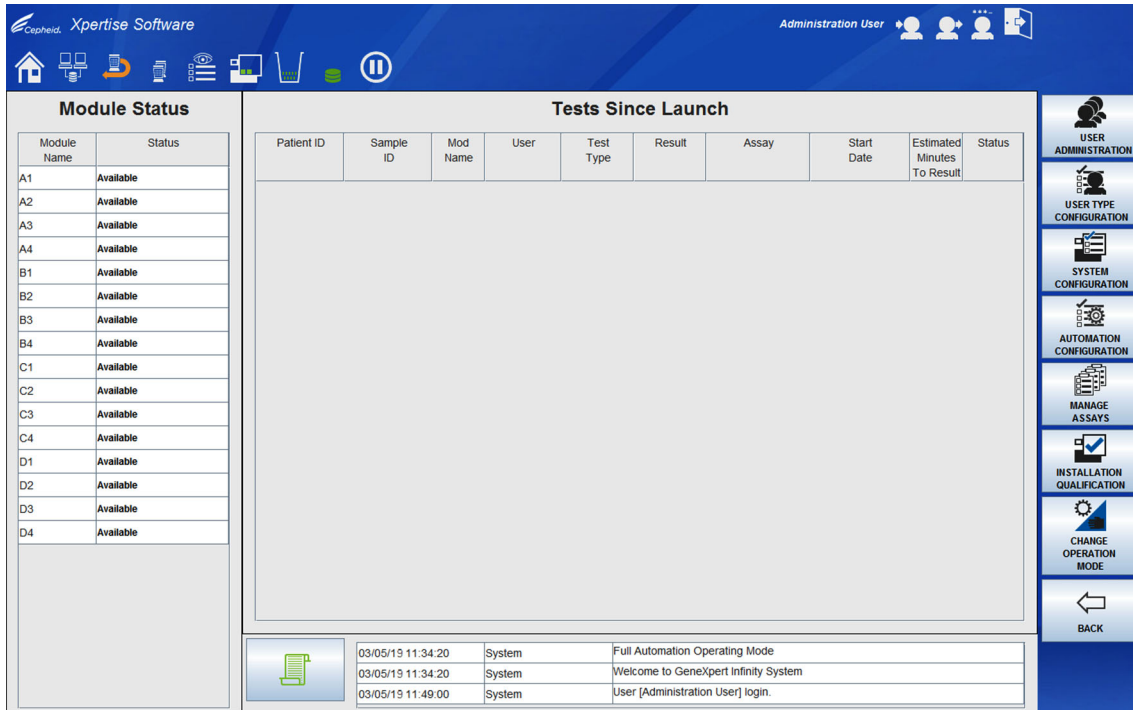 Cepheid. Xpertise Software
Administration User
Module Status
Module Name
Status
A1 Available
A2 Available
A3 Available
A4 Available
B1 Available
B2 Available
B3 Available
B4 Available
C1 Available
C2 Available
C3 Available
C4 Available
D1 Available
D2 Available
D3 Available
D4 Available
Tests Since Launch
Patient ID
Sample
ID
Mod
Name
User
Test
Type
Result
Assay
Start
Date
Estimated
Minutes
To Result
Status
03/05/19 11:34:20 System Full Automation Operating Mode
03/05/19 11:34:20 System Welcome to GeneXpert Infinity System
03/05/19 11:49:00 System User [Administration User] login.
USER
ADMINISTRATION
USER TYPE
CONFIGURATION
SYSTEM
CONFIGURATION
AUTOMATION
CONFIGURATION
MANAGE
ASSAYS
INSTALLATION
QUALIFICATION
CHANGE
OPERATION
MODE
BACK